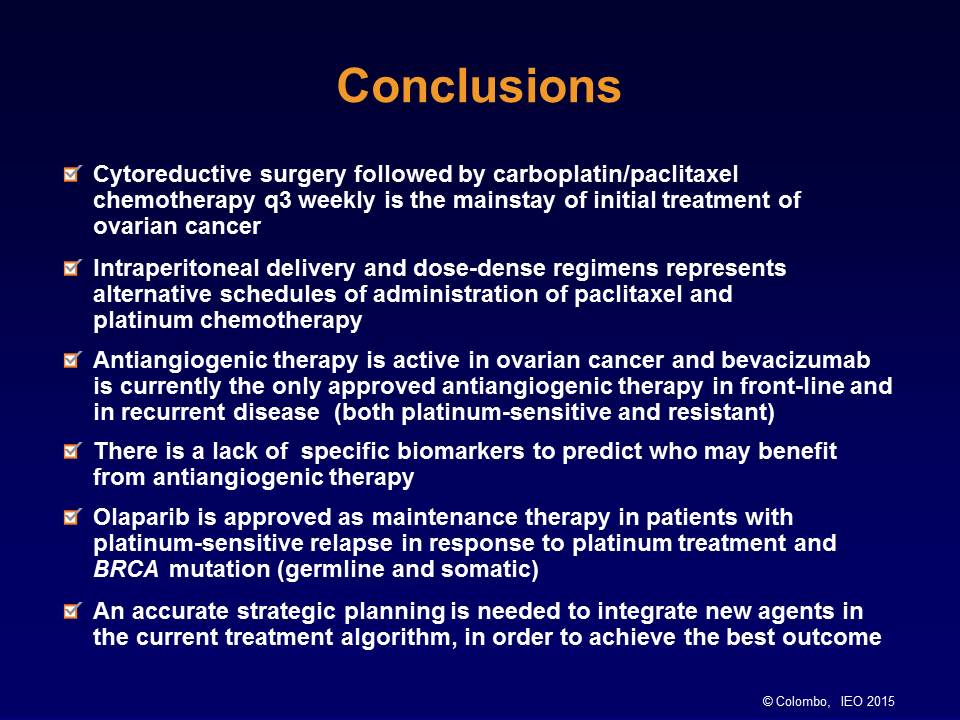 Conclusions
Cytoreductive surgery followed by carboplatin/paclitaxel
chemotherapy q3 weekly is the mainstay of initial treatment of
ovarian cancer
Intraperitoneal delivery and dose-dense regimens represents
alternative schedules of administration of paclitaxel and
platinum chemotherapy
Antiangiogenic therapy is active in ovarian cancer and bevacizumab
is currently the only approved antiangiogenic therapy in front-line and
in recurrent disease  (both platinum-sensitive and resistant)
There is a lack of  specific biomarkers to predict who may benefit
from antiangiogenic therapy
Olaparib is approved as maintenance therapy in patients with
platinum-sensitive relapse in response to platinum treatment and
BRCA mutation (germline and somatic)
An accurate strategic planning is needed to integrate new agents in
the current treatment algorithm, in order to achieve the best outcome
© Colombo,   IEO 2015